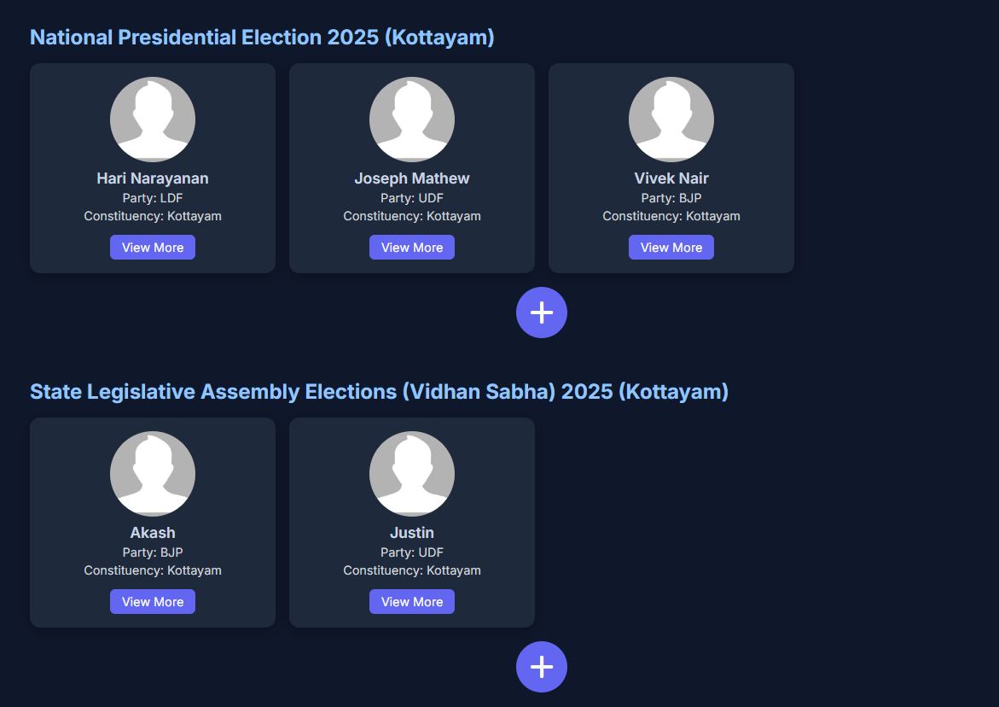 National Presidential Election 2025 (Kottayam)
Hari Narayanan
Party: LDF
Constituency: Kottayam
View More
Joseph Mathew
Party: UDF
Constituency: Kottayam
View More
Vivek Nair
Party: BJP
Constituency: Kottayam
View More
State Legislative Assembly Elections (Vidhan Sabha) 2025 (Kottayam)
Akash
Party: BJP
Constituency: Kottayam
View More
Justin
Party: UDF
Constituency: Kottayam
View More